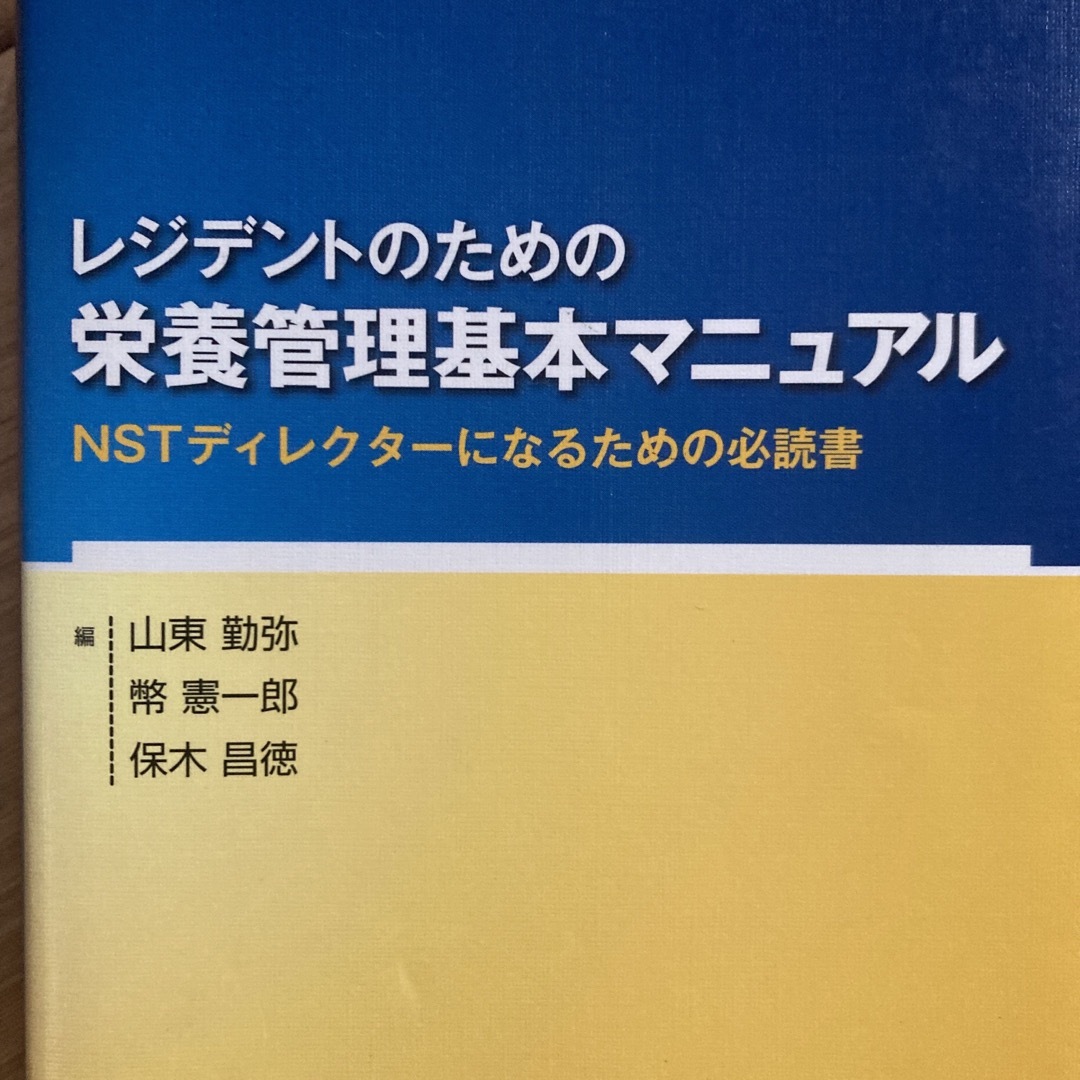 レジデントのための
栄養管理基本マニュアル
NSTディレクターになるための必読書
編
山東 勤弥
幣 憲一郎
保木 昌徳